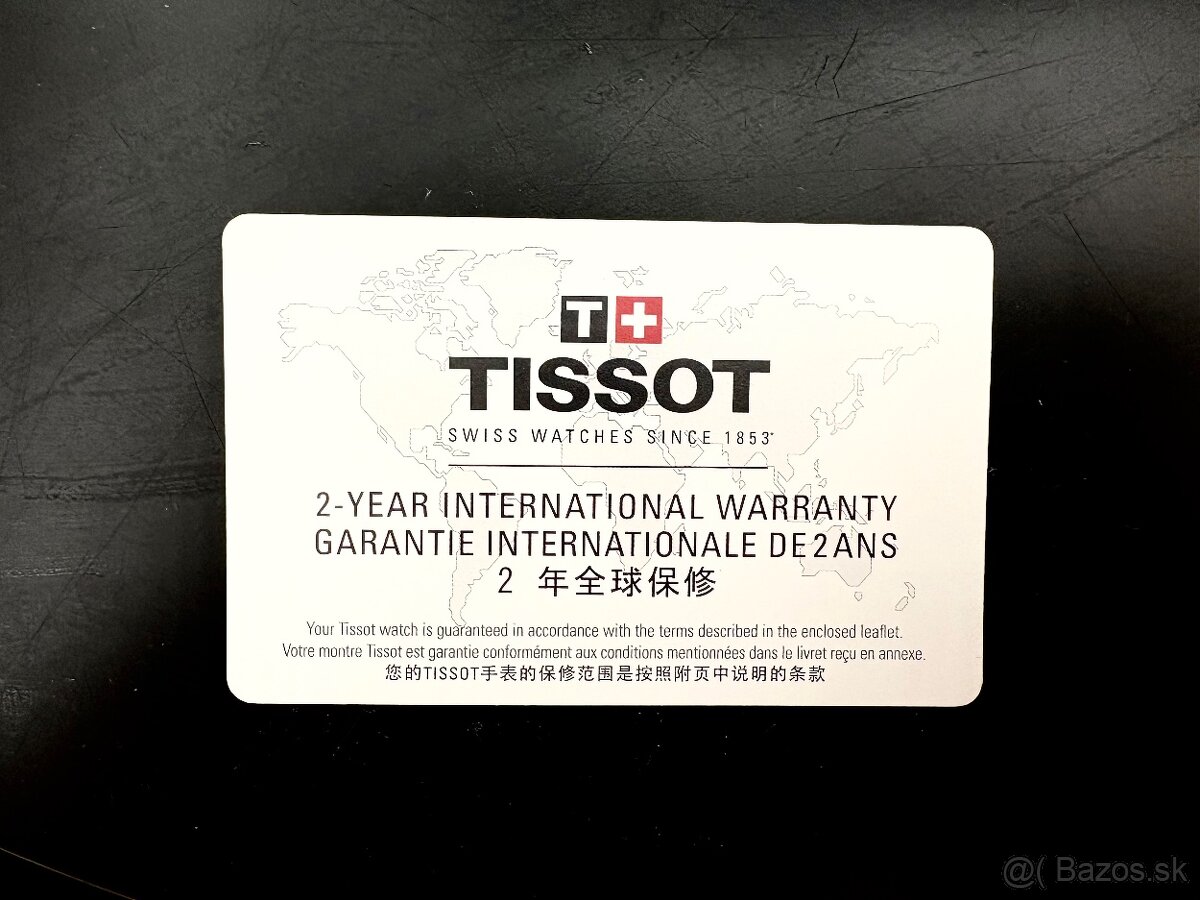 T+
TISSOT
SWISS WATCHES SINCE 1853*
2-YEAR INTERNATIONAL WARRANTY
GARANTIE INTERNATIONALE DE 2 ANS
2 年全球保修
Your Tissot watch is guaranteed in accordance with the terms described in the enclosed leaflet.
Votre montre Tissot est garantie conformément aux conditions mentionnées dans le livret reçu en annexe.
您的TISSOT手表的保修范围是按照附页中说明的条款
@( Bazos.sk